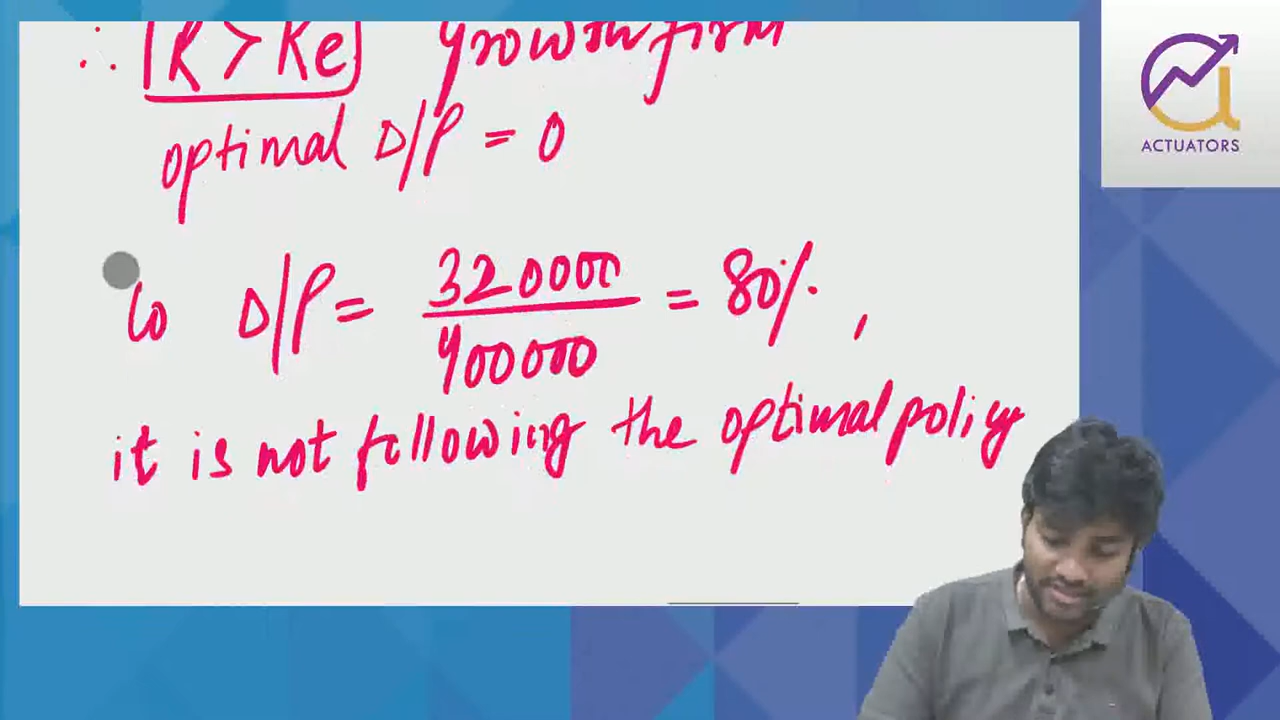 ∴ R > Ke Growth firm
optimal D/P = 0
Co D/P = 320000 / 400000 = 80%,
it is not following the optimal policy
ACTUATORS